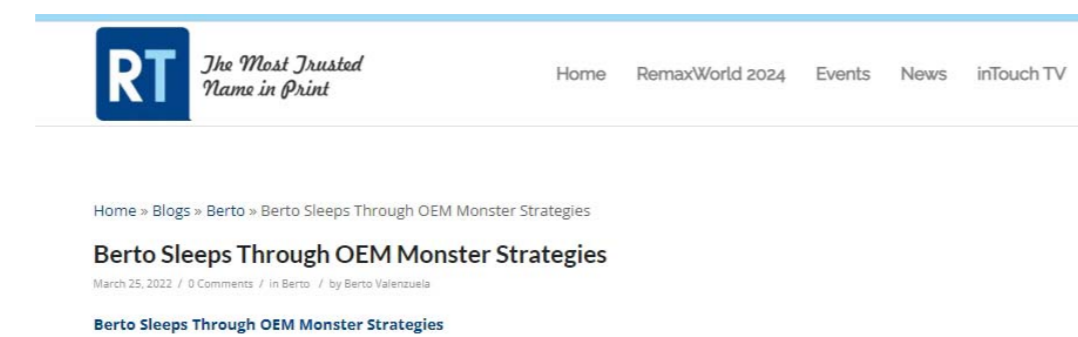 RT
The Most Trusted
Name in Print
Home RemaxWorld 2024 Events News inTouch TV
Home » Blogs » Berto » Berto Sleeps Through OEM Monster Strategies
Berto Sleeps Through OEM Monster Strategies
March 25, 2022 / 0 Comments / in Berto / by Berto Valenzuela
Berto Sleeps Through OEM Monster Strategies